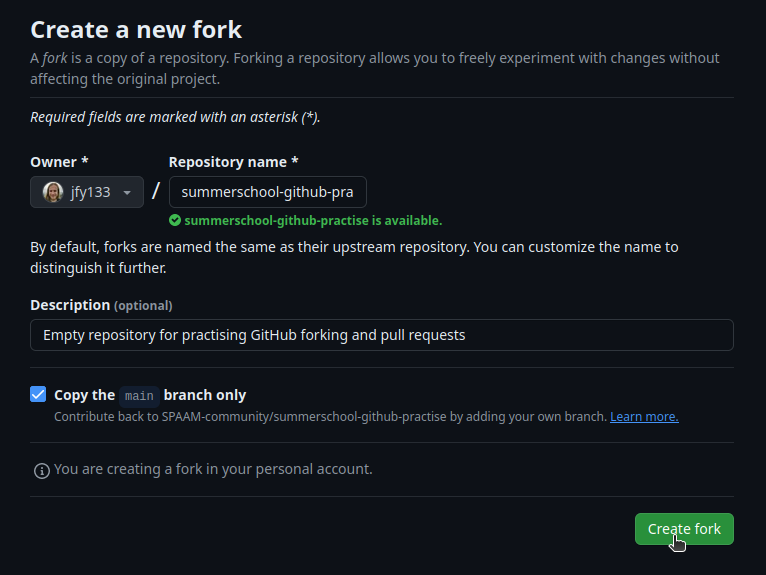 Create a new fork
A fork is a copy of a repository. Forking a repository allows you to freely experiment with changes without
affecting the original project.
Required fields are marked with an asterisk (*).
Owner * Repository name *
jfy133 / summerschool-github-pra
summerschool-github-practise is available.
By default, forks are named the same as their upstream repository. You can customize the name to
distinguish it further.
Description (optional)
Empty repository for practising GitHub forking and pull requests
Copy the main branch only
Contribute back to SPAAM-community/summerschool-github-practise by adding your own branch. Learn more.
You are creating a fork in your personal account.
Create fork